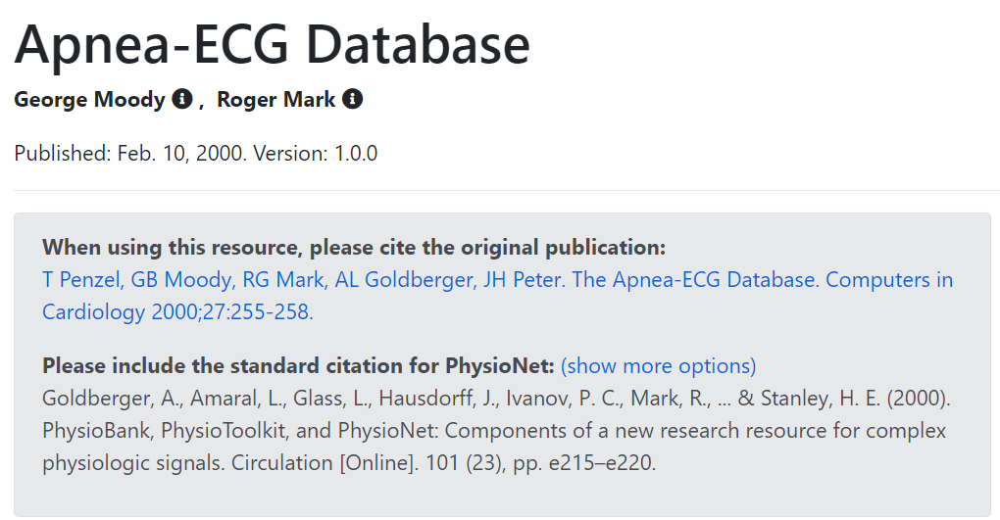 Apnea-ECG Database
George Moody , Roger Mark
Published: Feb. 10, 2000. Version: 1.0.0
When using this resource, please cite the original publication:
T Penzel, GB Moody, RG Mark, AL Goldberger, JH Peter. The Apnea-ECG Database. Computers in
Cardiology 2000;27:255-258.
Please include the standard citation for PhysioNet: (show more options)
Goldberger, A., Amaral, L., Glass, L., Hausdorff, J., Ivanov, P. C., Mark, R., ... & Stanley, H. E. (2000).
PhysioBank, PhysioToolkit, and PhysioNet: Components of a new research resource for complex
physiologic signals. Circulation [Online]. 101 (23), pp. e215–e220.